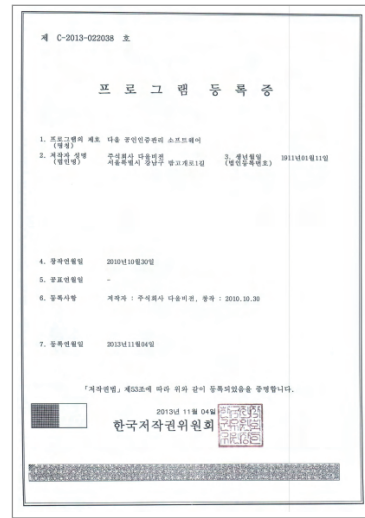 제 C-2013-022038 호
프 로 그 램 등 록 증
1. 프로그램의 제호 다음 공인인증관리 소프트웨어
(명칭)
2. 저작자 성명 주식회사 다음비젼 3. 생년월일 1911년01월11일
(법인명) 서울특별시 강남구 밤고개로1길 (법인등록번호)
4. 창작연월일 2010년10월30일
5. 공표연월일 -
6. 등록사항 저작자 : 주식회사 다음비젼, 창작 : 2010.10.30
7. 등록연월일 2013년11월04일
「저작권법」제53조에 따라 위와 같이 등록되었음을 증명합니다.
2013년 11월 04일
한국저작권위원회